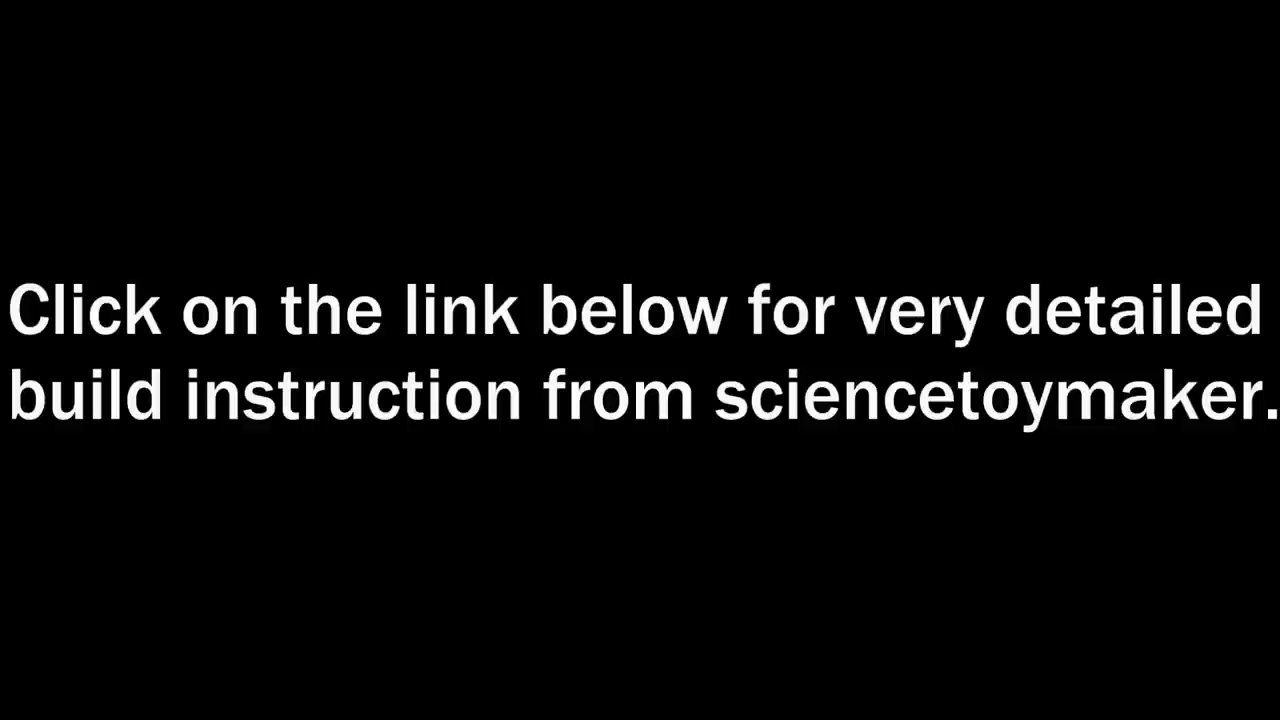 Click on the link below for very detailed
build instruction from sciencetoymaker.